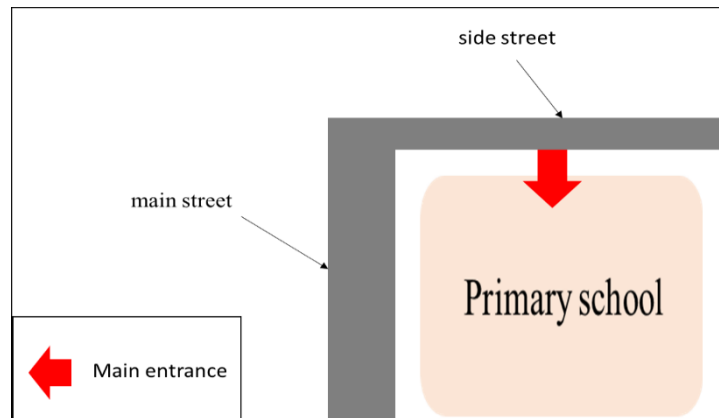 side street
main street
Primary school
Main entrance